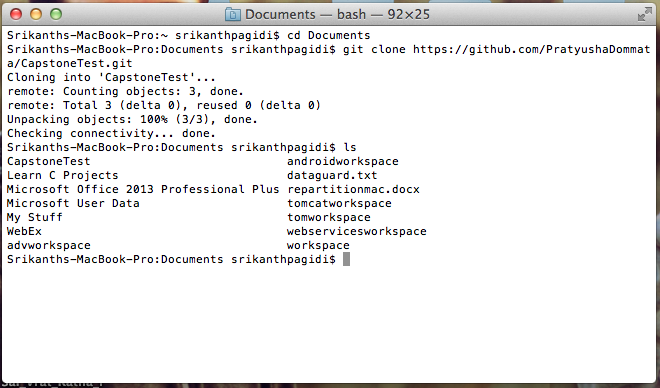 Documents — bash — 92×25
Srikanths-MacBook-Pro:~ srikanthpagidi$ cd Documents
Srikanths-MacBook-Pro:Documents srikanthpagidi$ git clone https://github.com/PratyushaDommat
a/CapstoneTest.git
Cloning into 'CapstoneTest'...
remote: Counting objects: 3, done.
remote: Total 3 (delta 0), reused 0 (delta 0)
Unpacking objects: 100% (3/3), done.
Checking connectivity... done.
Srikanths-MacBook-Pro:Documents srikanthpagidi$ ls
CapstoneTest androidworkspace
Learn C Projects dataguard.txt
Microsoft Office 2013 Professional Plus repartitionmac.docx
Microsoft User Data tomcatworkspace
My Stuff tomworkspace
WebEx webservicesworkspace
advworkspace workspace
Srikanths-MacBook-Pro:Documents srikanthpagidi$